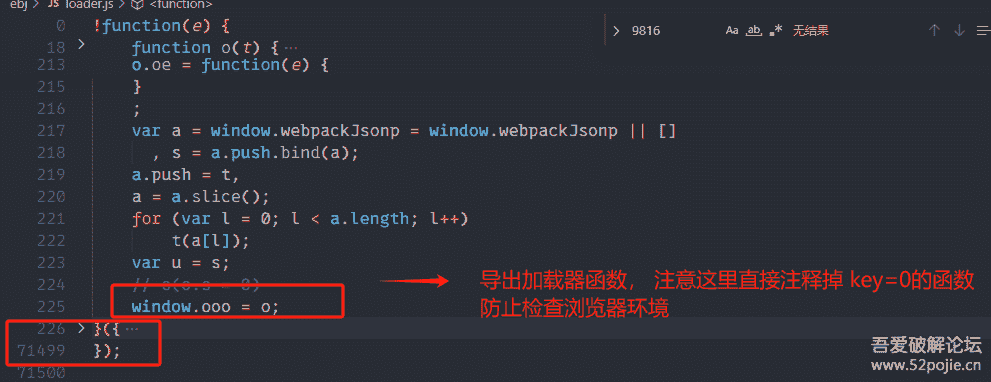 ebj > JS loader.js > <function>
> 9816 Aa ab .* 无结果
0 !function(e) {
18 > function o(t) {…
213 o.oe = function(e) {
215 }
216 ;
217 var a = window.webpackJsonp = window.webpackJsonp || []
218 , s = a.push.bind(a);
219 a.push = t,
220 a = a.slice();
221 for (var l = 0; l < a.length; l++)
222 t(a[l]);
223 var u = s;
224 // o(o.s = 0)
225 window.ooo = o;
226 > }({…
71499 });
71500
导出加载器函数， 注意这里直接注释掉 key=0的函数
防止检查浏览器环境
吾爱破解论坛
www.52pojie.cn